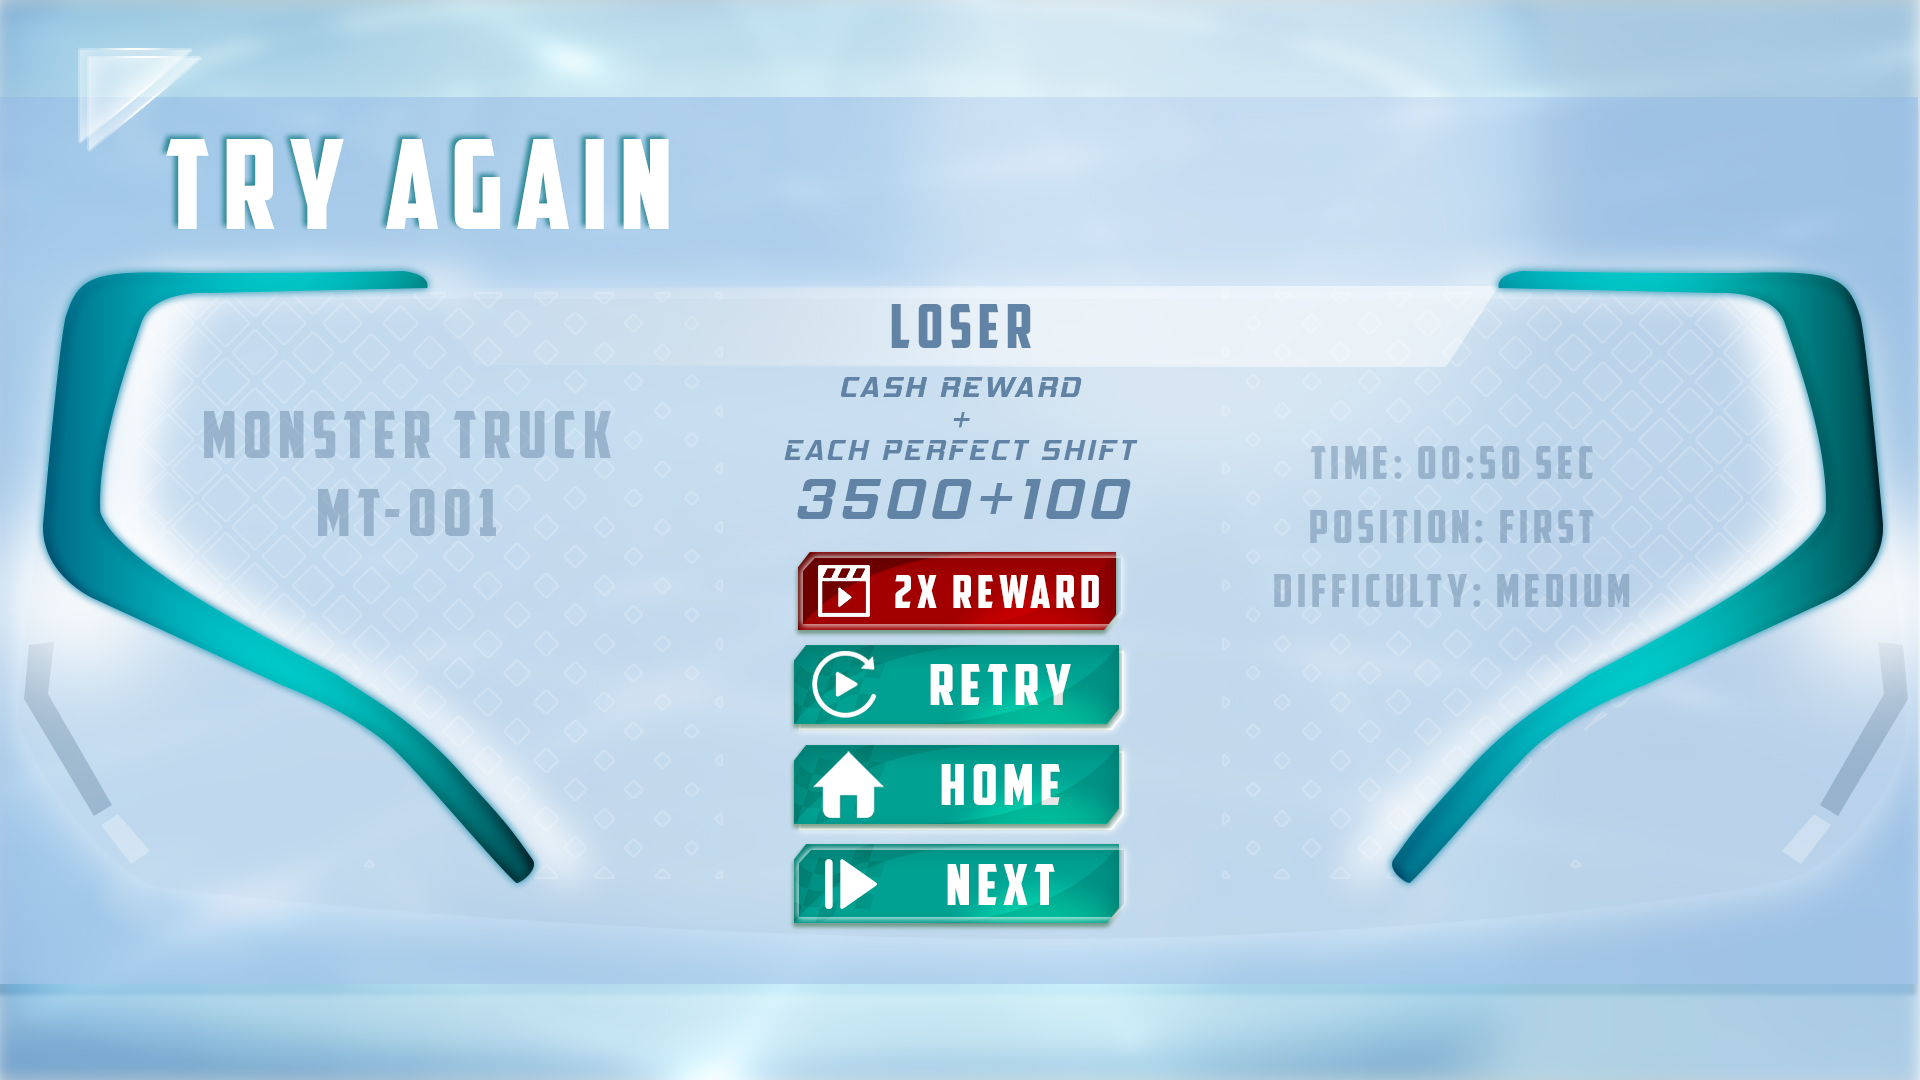 TRY AGAIN
LOSER
CASH REWARD
+
EACH PERFECT SHIFT
3500+100
MONSTER TRUCK
MT-001
TIME: 00:50 SEC
POSITION: FIRST
DIFFICULTY: MEDIUM
2X REWARD
RETRY
HOME
NEXT